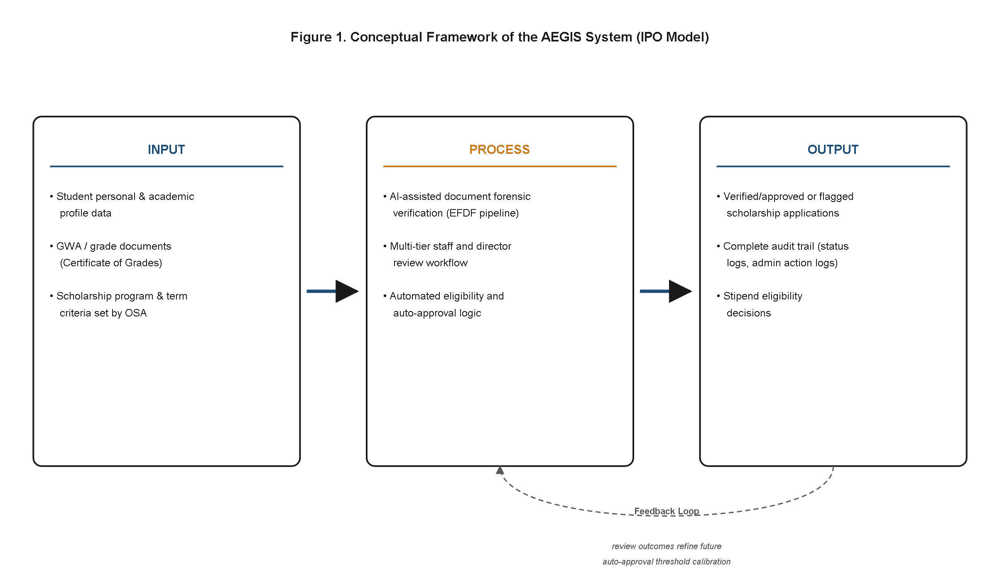 Figure 1. Conceptual Framework of the AEGIS System (IPO Model)
INPUT
• Student personal & academic
profile data
• GWA / grade documents
(Certificate of Grades)
• Scholarship program & term
criteria set by OSA
PROCESS
• AI-assisted document forensic
verification (EFDF pipeline)
• Multi-tier staff and director
review workflow
• Automated eligibility and
auto-approval logic
OUTPUT
• Verified/approved or flagged
scholarship applications
• Complete audit trail (status
logs, admin action logs)
• Stipend eligibility
decisions
Feedback Loop
review outcomes refine future
auto-approval threshold calibration